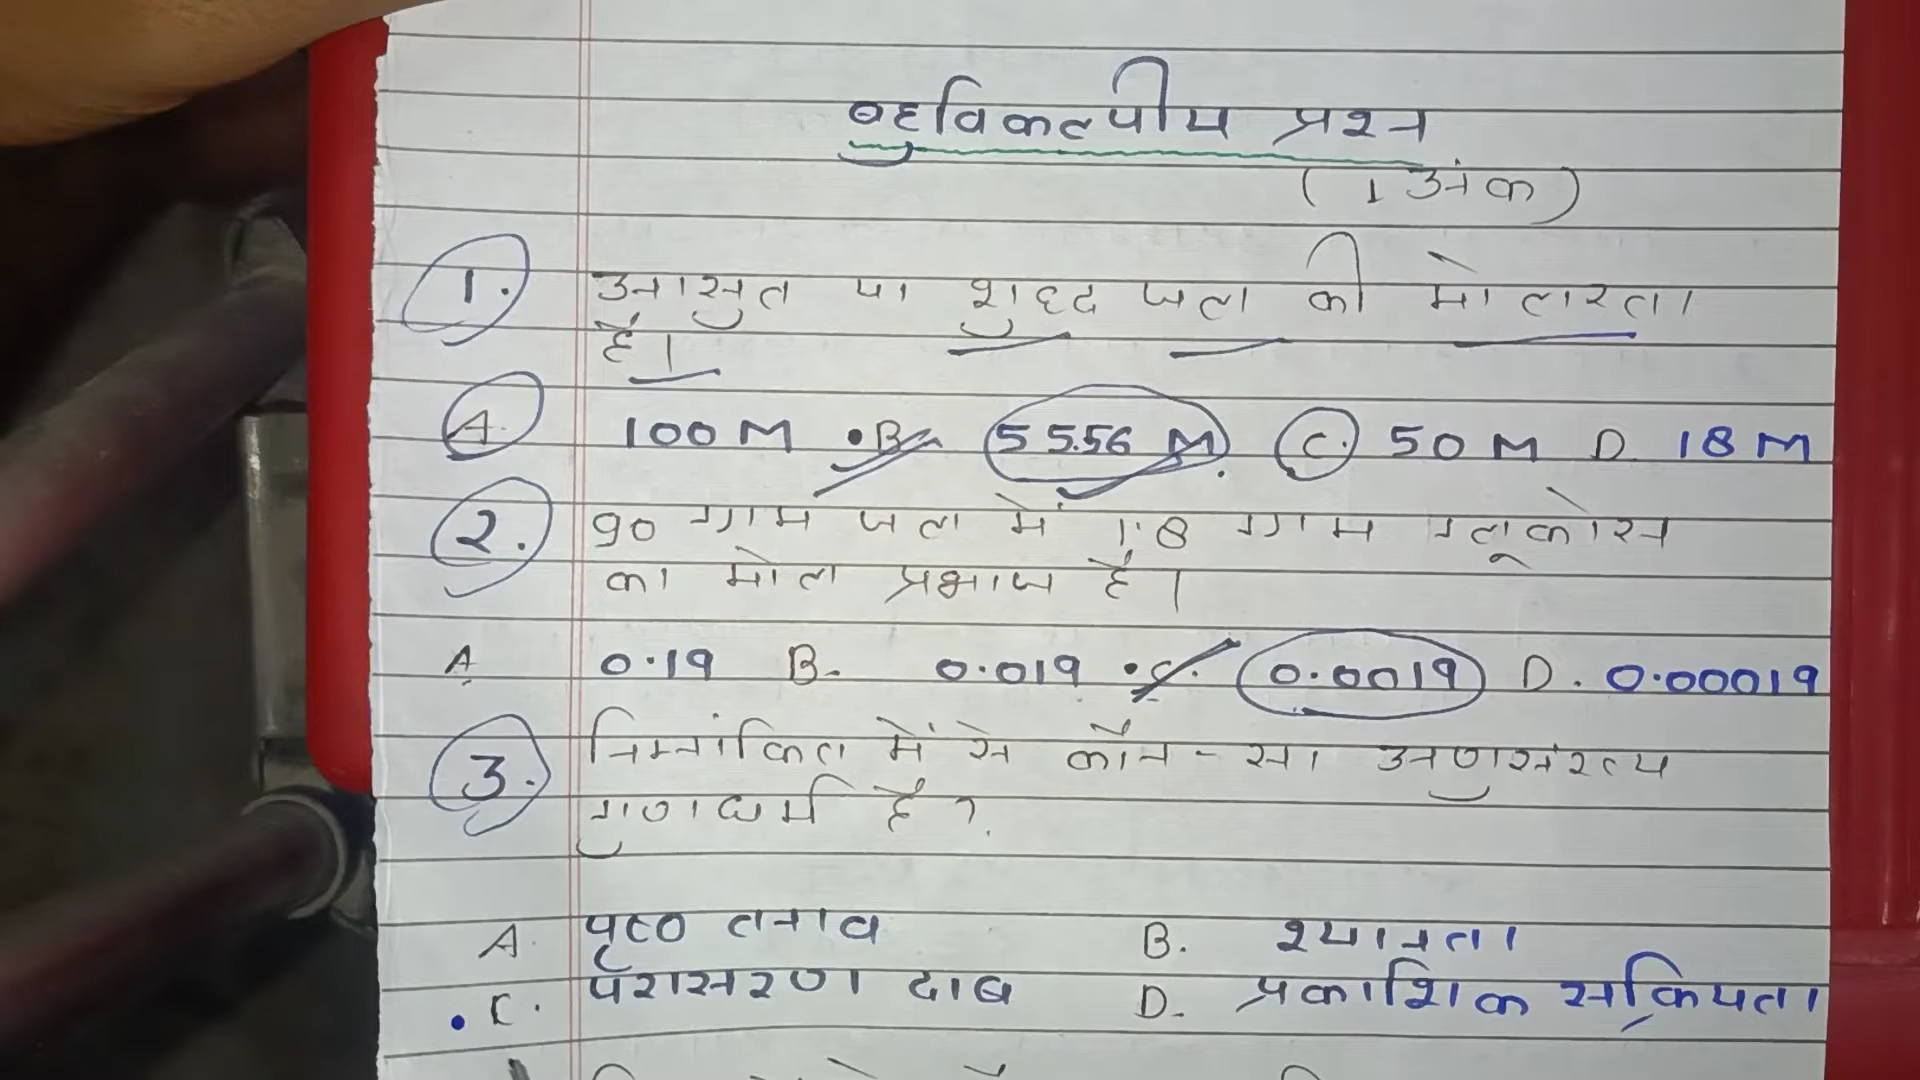 बहुविकल्पीय प्रश्न
(1 अंक)
1. आसुत या शुद्ध जल की मोलरता
है।
A. 100 M B. 55.56 M. C. 50 M D. 18 M
2. 90 ग्राम जल में 1.8 ग्राम ग्लूकोस
का मोल प्रभाज है।
A 0.19 B. 0.019 C. 0.0019 D. 0.00019
3. निम्नांकित में से कौन-सा अणुसंख्य
गुणधर्म है?
A. पृष्ठ तनाव B. श्यानता
C. परासरण दाब D. प्रकाशिक सक्रियता